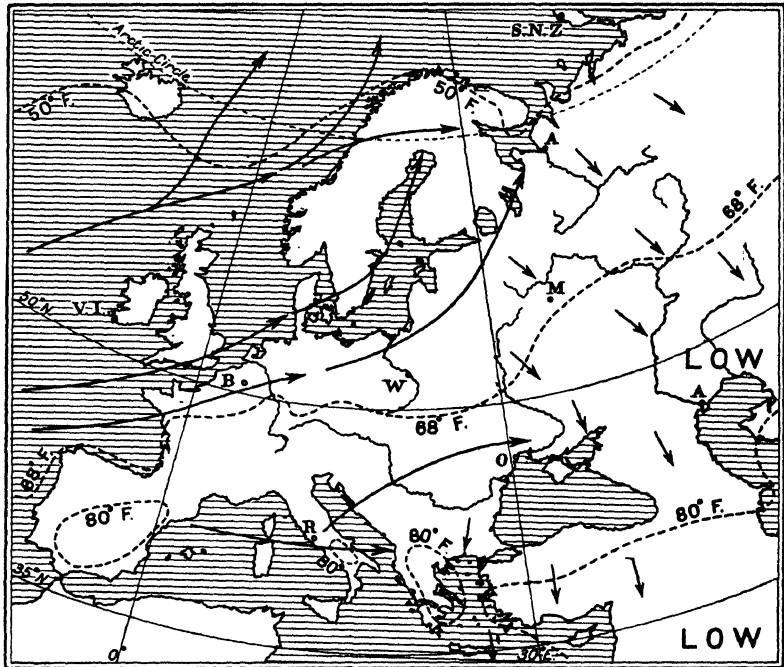 S.N.Z
Arctic Circle
50° F.
50° F.
A
68° F.
50° N
V.I.
M
LOW
B
W
A
68° F.
68° F.
O
80° F.
R
80°
80° F.
80° F.
35° N
LOW
0°
30° E.